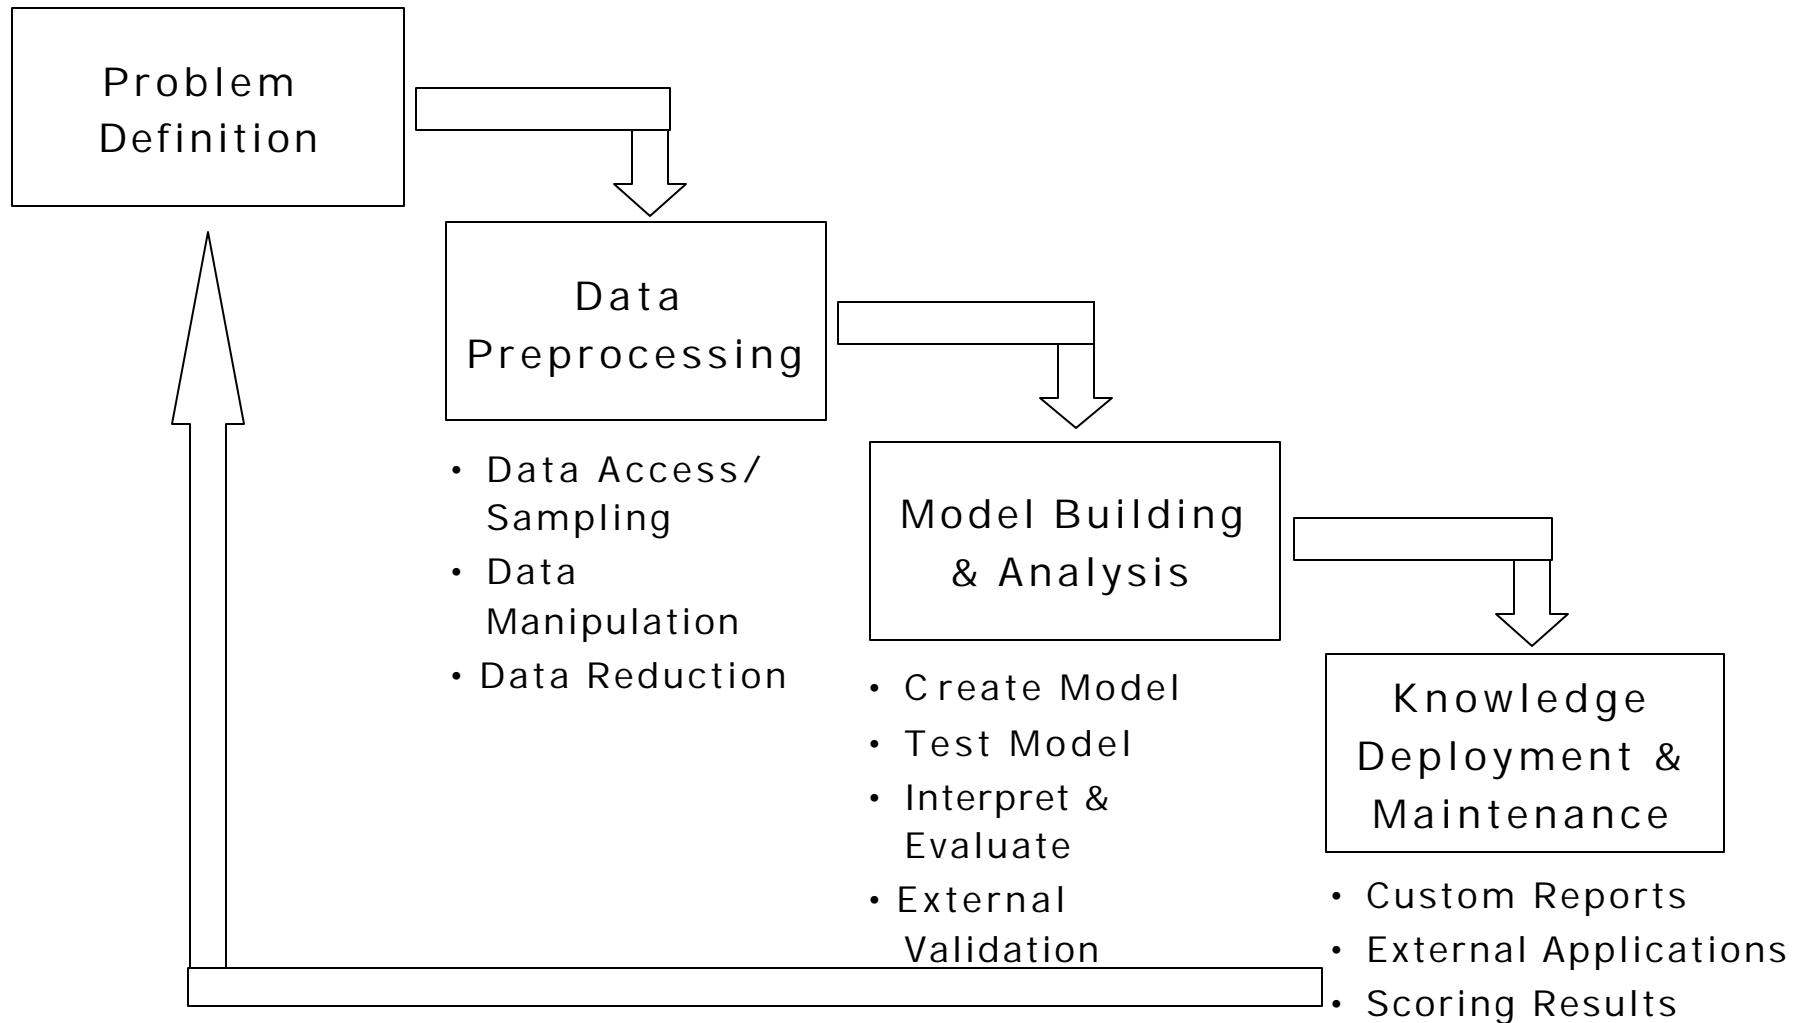 Problem
Definition
Data
Preprocessing
• Data Access/
Sampling
• Data
Manipulation
• Data Reduction
Model Building
& Analysis
• Create Model
• Test Model
• Interpret &
Evaluate
• External
Validation
Knowledge
Deployment &
Maintenance
• Custom Reports
• External Applications
• Scoring Results